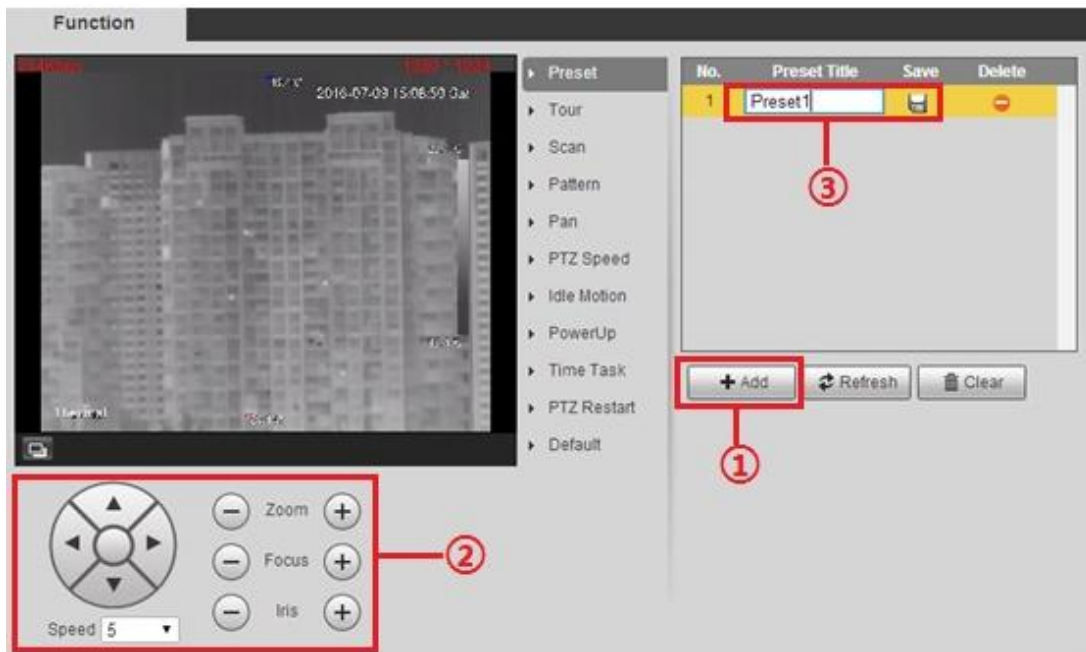 Function
2016-07-09 15:08:59 Sat
Thermal
Preset
Tour
Scan
Pattern
Pan
PTZ Speed
Idle Motion
PowerUp
Time Task
PTZ Restart
Default
No. Preset Title Save Delete
1 Preset1
③
Add Refresh Clear
①
Zoom
Focus
Iris
Speed 5
②